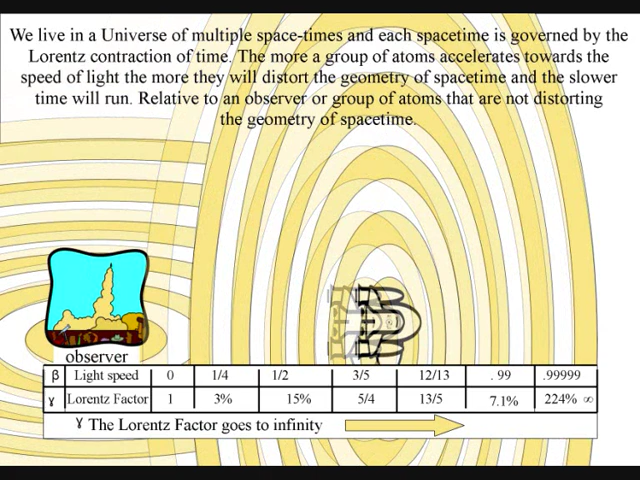 We live in a Universe of multiple space-times and each spacetime is governed by the
Lorentz contraction of time. The more a group of atoms accelerates towards the
speed of light the more they will distort the geometry of spacetime and the slower
time will run. Relative to an observer or group of atoms that are not distorting
the geometry of spacetime.
observer
β Light speed 0 1/4 1/2 3/5 12/13 . 99 .99999
ɣ Lorentz Factor 1 3% 15% 5/4 13/5 7.1% 224% ∞
ɣ The Lorentz Factor goes to infinity